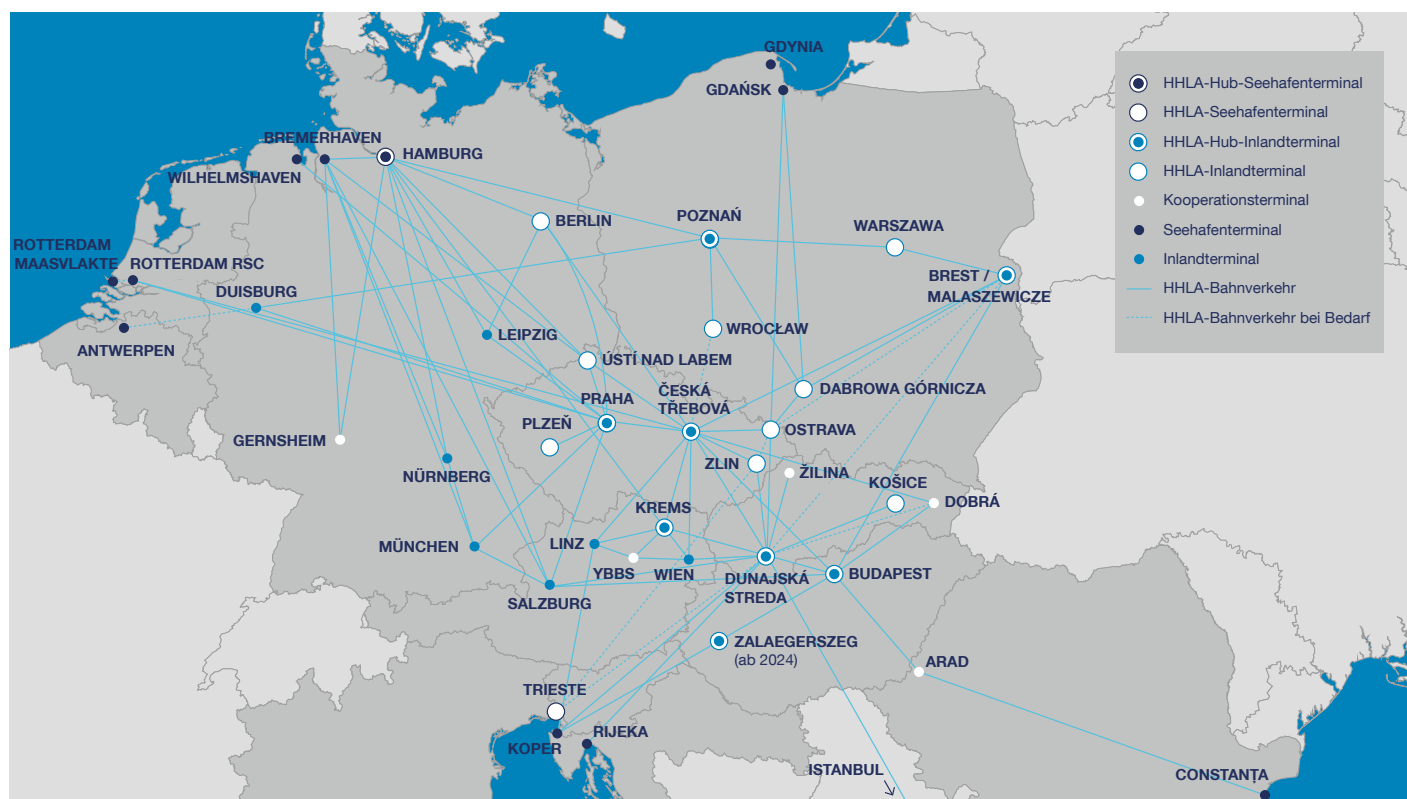 GDYNIA
GDAŃSK
BREMERHAVEN
HAMBURG
WILHELMSHAVEN
BERLIN
POZNAŃ
WARSZAWA
ROTTERDAM
MAASVLAKTE
ROTTERDAM RSC
DUISBURG
BREST /
MALASZEWICZE
ANTWERPEN
LEIPZIG
WROCŁAW
ÚSTÍ NAD LABEM
PRAHA
ČESKÁ
TŘEBOVÁ
DABROWA GÓRNICZA
PLZEŇ
OSTRAVA
GERNSHEIM
NÜRNBERG
ZLIN
ŽILINA
KOŠICE
DOBRÁ
KREMS
MÜNCHEN
LINZ
YBBS
WIEN
DUNAJSKÁ
STREDA
BUDAPEST
SALZBURG
ZALAEGERSZEG
(ab 2024)
ARAD
TRIESTE
KOPER
RIJEKA
ISTANBUL
CONSTANȚA
HHLA-Hub-Seehafenterminal
HHLA-Seehafenterminal
HHLA-Hub-Inlandterminal
HHLA-Inlandterminal
Kooperationsterminal
Seehafenterminal
Inlandterminal
HHLA-Bahnverkehr
HHLA-Bahnverkehr bei Bedarf